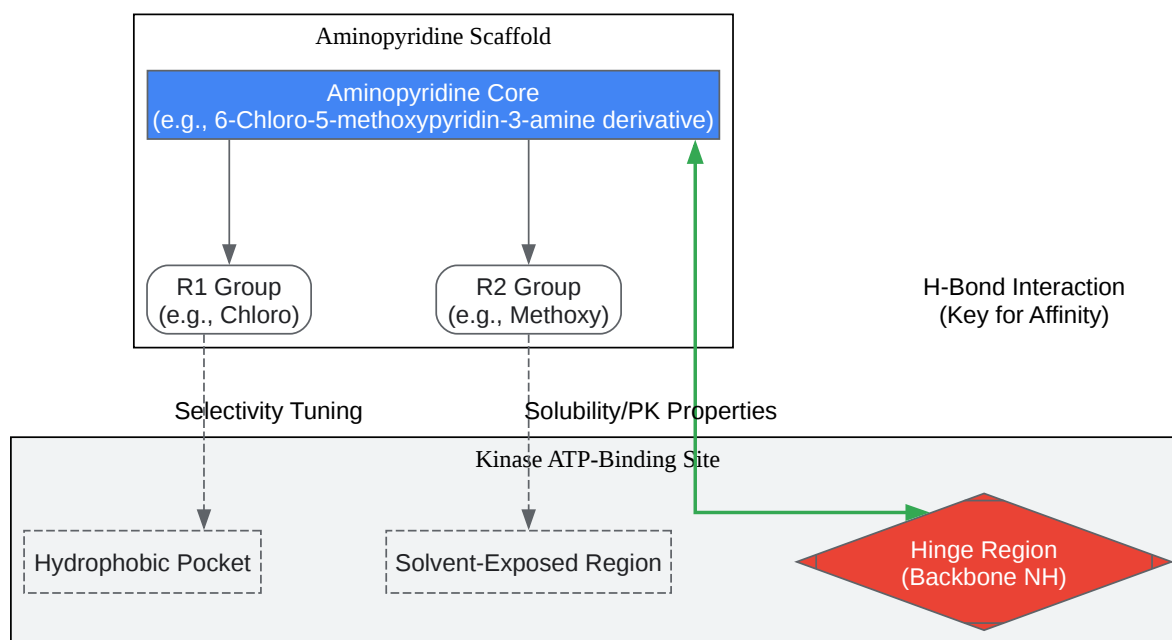 Aminopyridine Scaffold
Aminopyridine Core
(e.g., 6-Chloro-5-methoxypyridin-3-amine derivative)
R1 Group
(e.g., Chloro)
R2 Group
(e.g., Methoxy)
H-Bond Interaction
(Key for Affinity)
Selectivity Tuning
Solubility/PK Properties
Kinase ATP-Binding Site
Hydrophobic Pocket
Solvent-Exposed Region
Hinge Region
(Backbone NH)